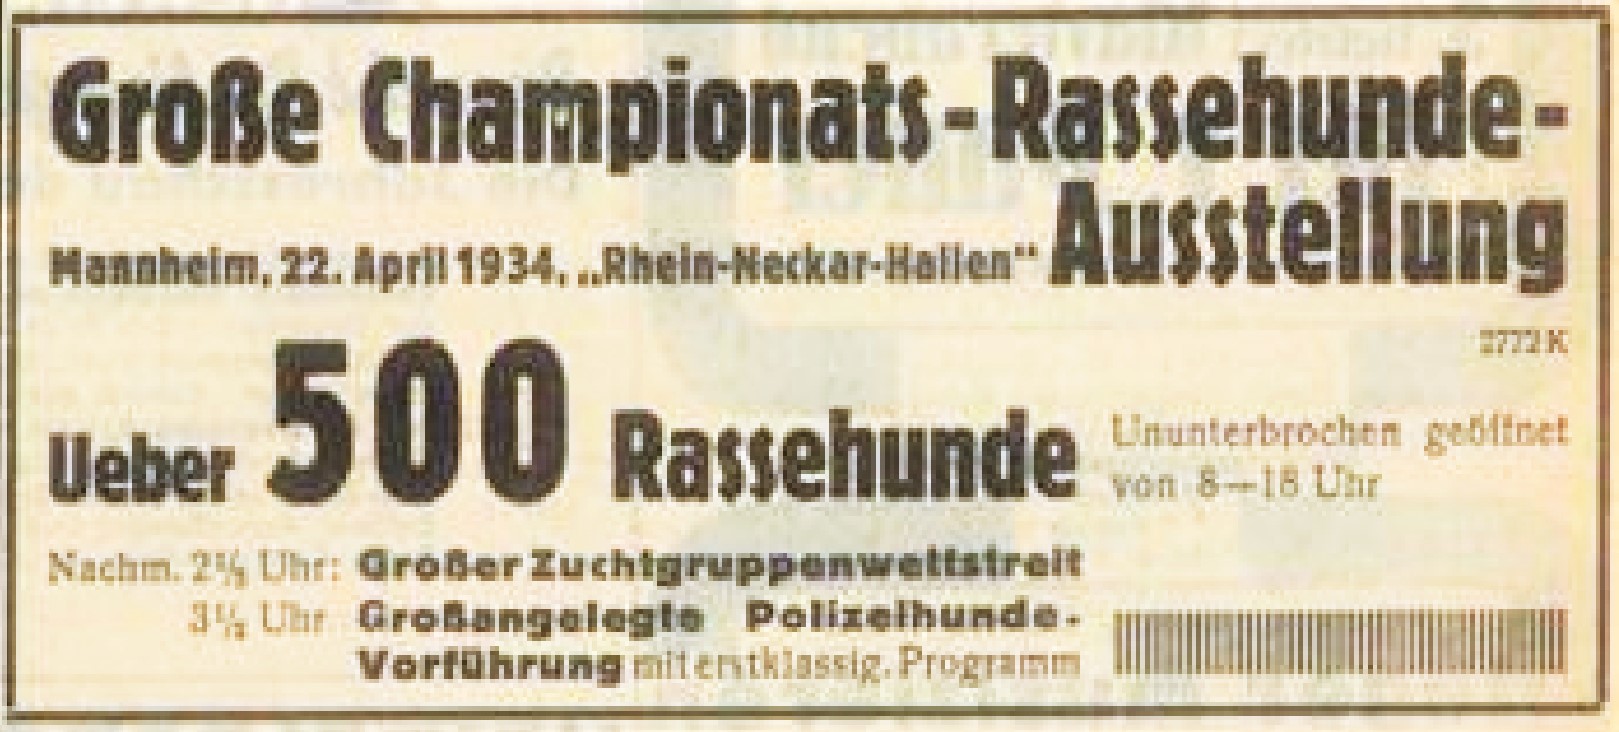 Große Championats-Rassehunde-
Ausstellung
Mannheim, 22. April 1934, „Rhein-Neckar-Hallen“
2772K
Ueber 500 Rassehunde
Ununterbrochen geöffnet
von 8—18 Uhr
Nachm. 2½ Uhr: Großer Zuchtgruppenwettstreit
3½ Uhr Großangelegte Polizeihunde-
Vorführung mit erstklassig. Programm